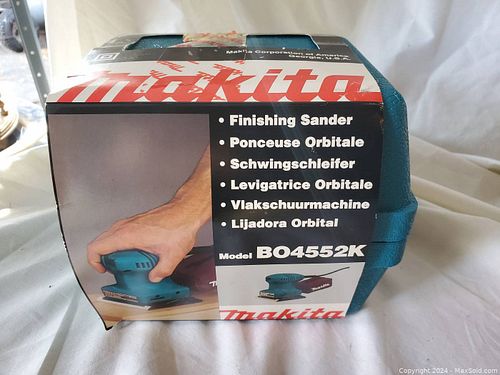 Makita Corporation of America
Georgia, U.S.A.
makita
• Finishing Sander
• Ponceuse Orbitale
• Schwingschleifer
• Levigatrice Orbitale
• Vlakschuurmachine
• Lijadora Orbital
Model BO4552K
makita
Copyright 2024 - MaxSold.com